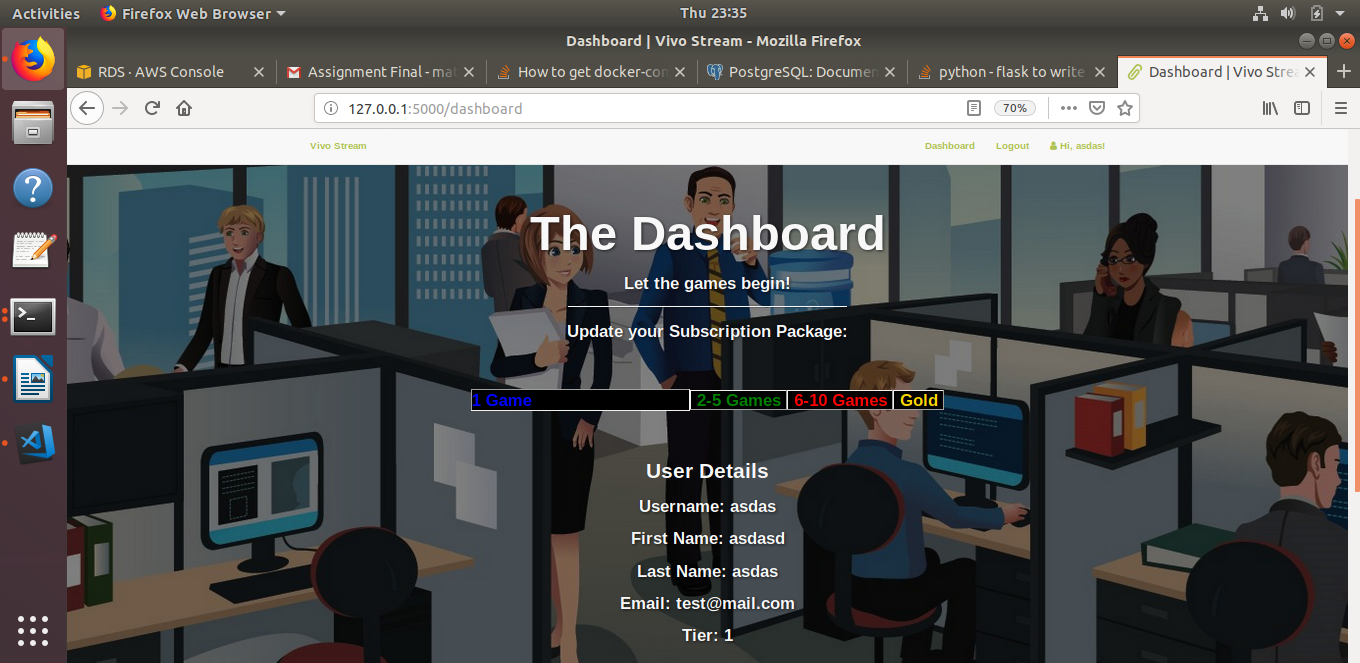 Activities Firefox Web Browser Thu 23:35
Dashboard | Vivo Stream - Mozilla Firefox
RDS · AWS Console Assignment Final - mat How to get docker-con PostgreSQL: Documen python - flask to write Dashboard | Vivo Strea
127.0.0.1:5000/dashboard 70%
Vivo Stream Dashboard Logout Hi, asdas!
The Dashboard
Let the games begin!
Update your Subscription Package:
1 Game 2-5 Games 6-10 Games Gold
User Details
Username: asdas
First Name: asdasd
Last Name: asdas
Email: test@mail.com
Tier: 1